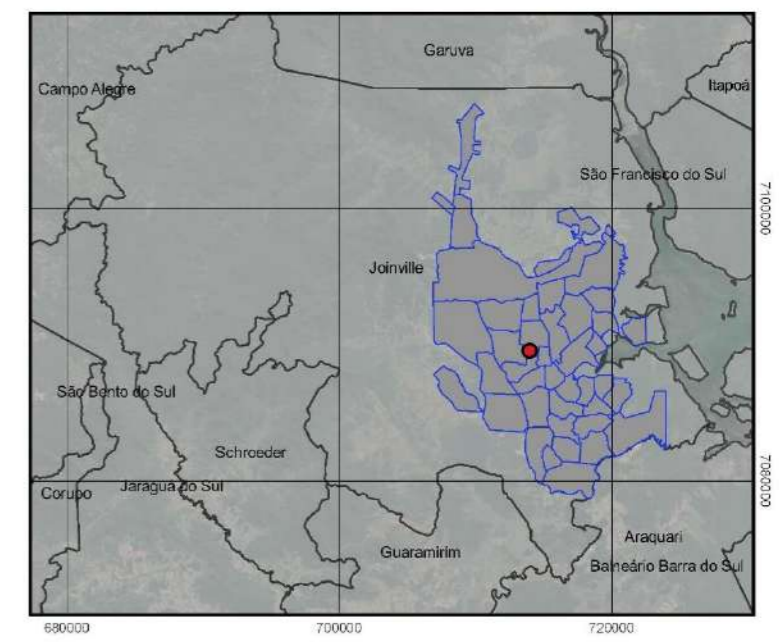 Garuva
Campo Alegre
Itapoá
São Francisco do Sul
7100000
Joinville
São Bento do Sul
Schroeder
Corupo
Jaraguá do Sul
7080000
Guaramirim
Araquari
Balneário Barra do Sul
680000
700000
720000